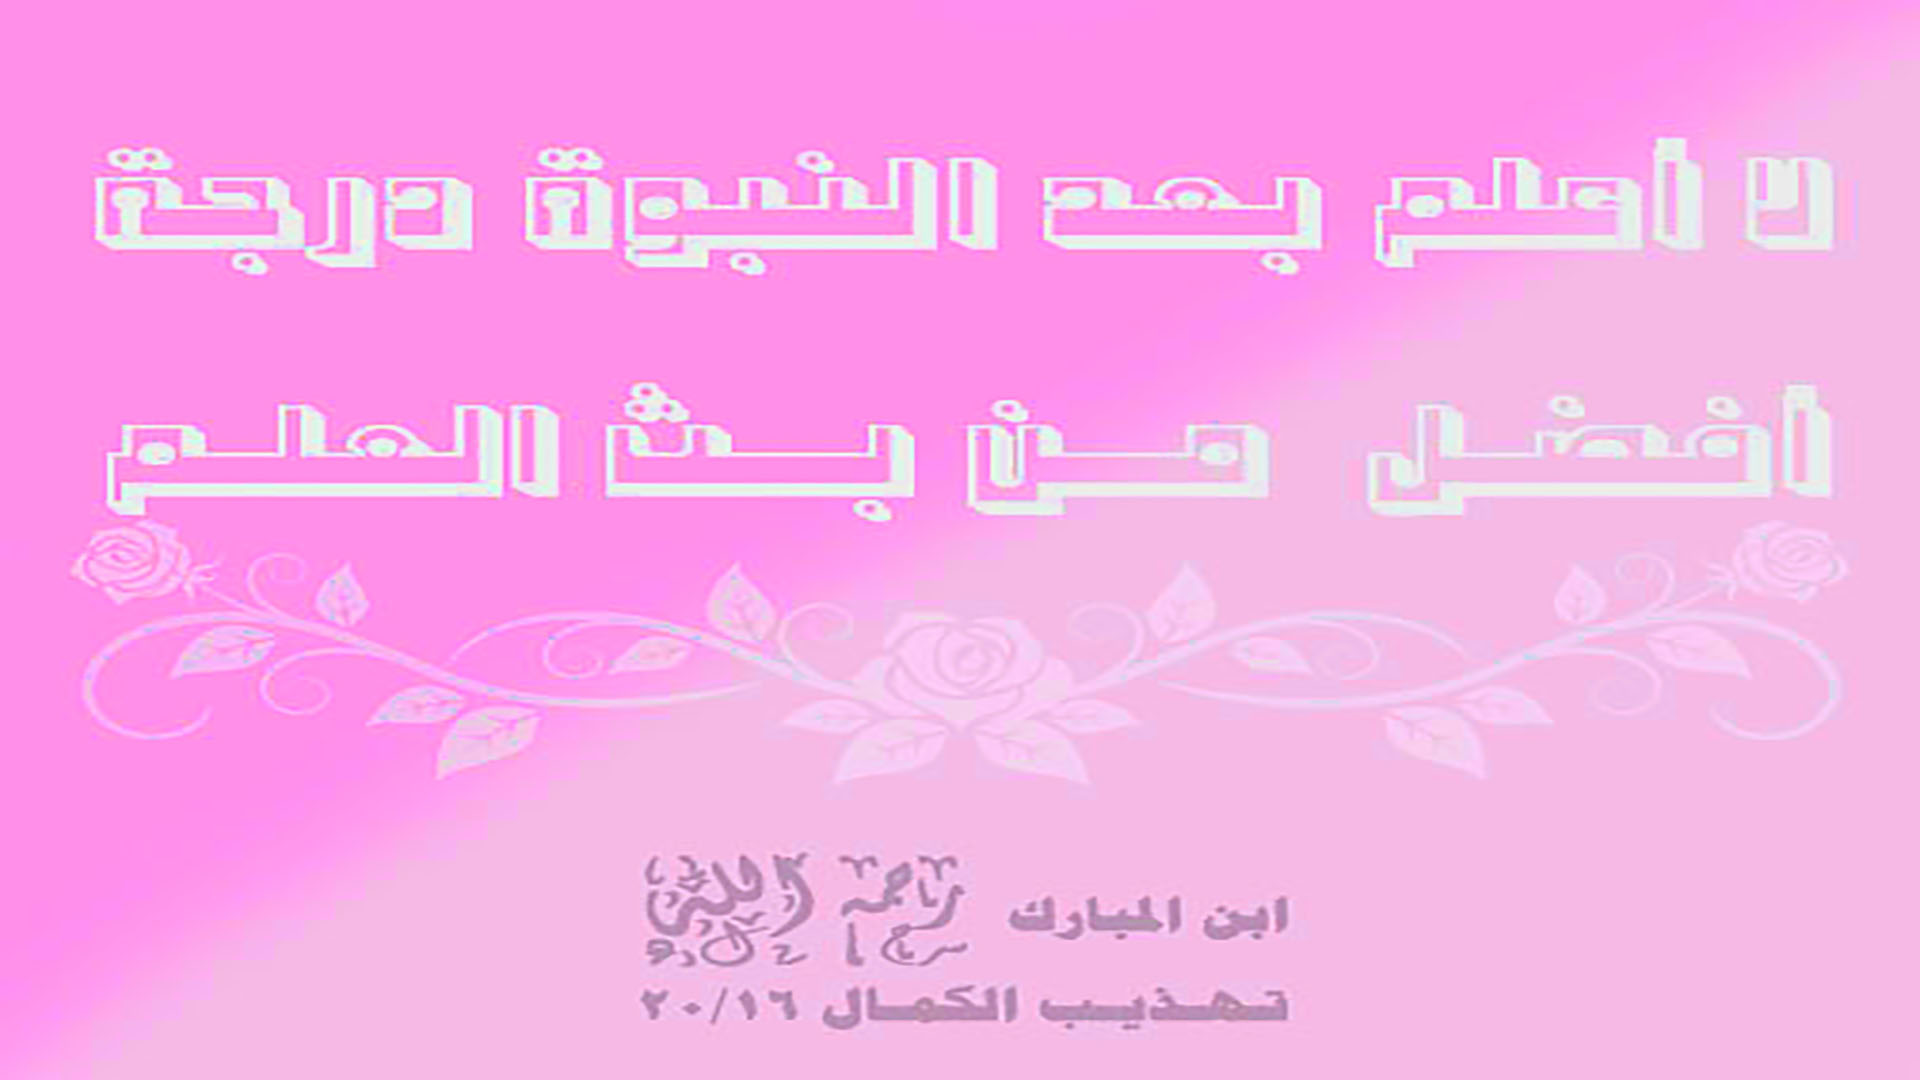 لا أعلم بعد النبوة درجة
أفضل من بث العلم
ابن المبارك رحمه الله
تهذيب الكمال ٢٠/١٦